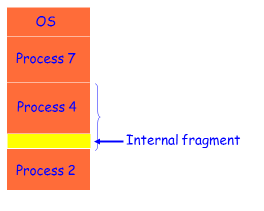 OS
Process 7
Process 4
Internal fragment
Process 2